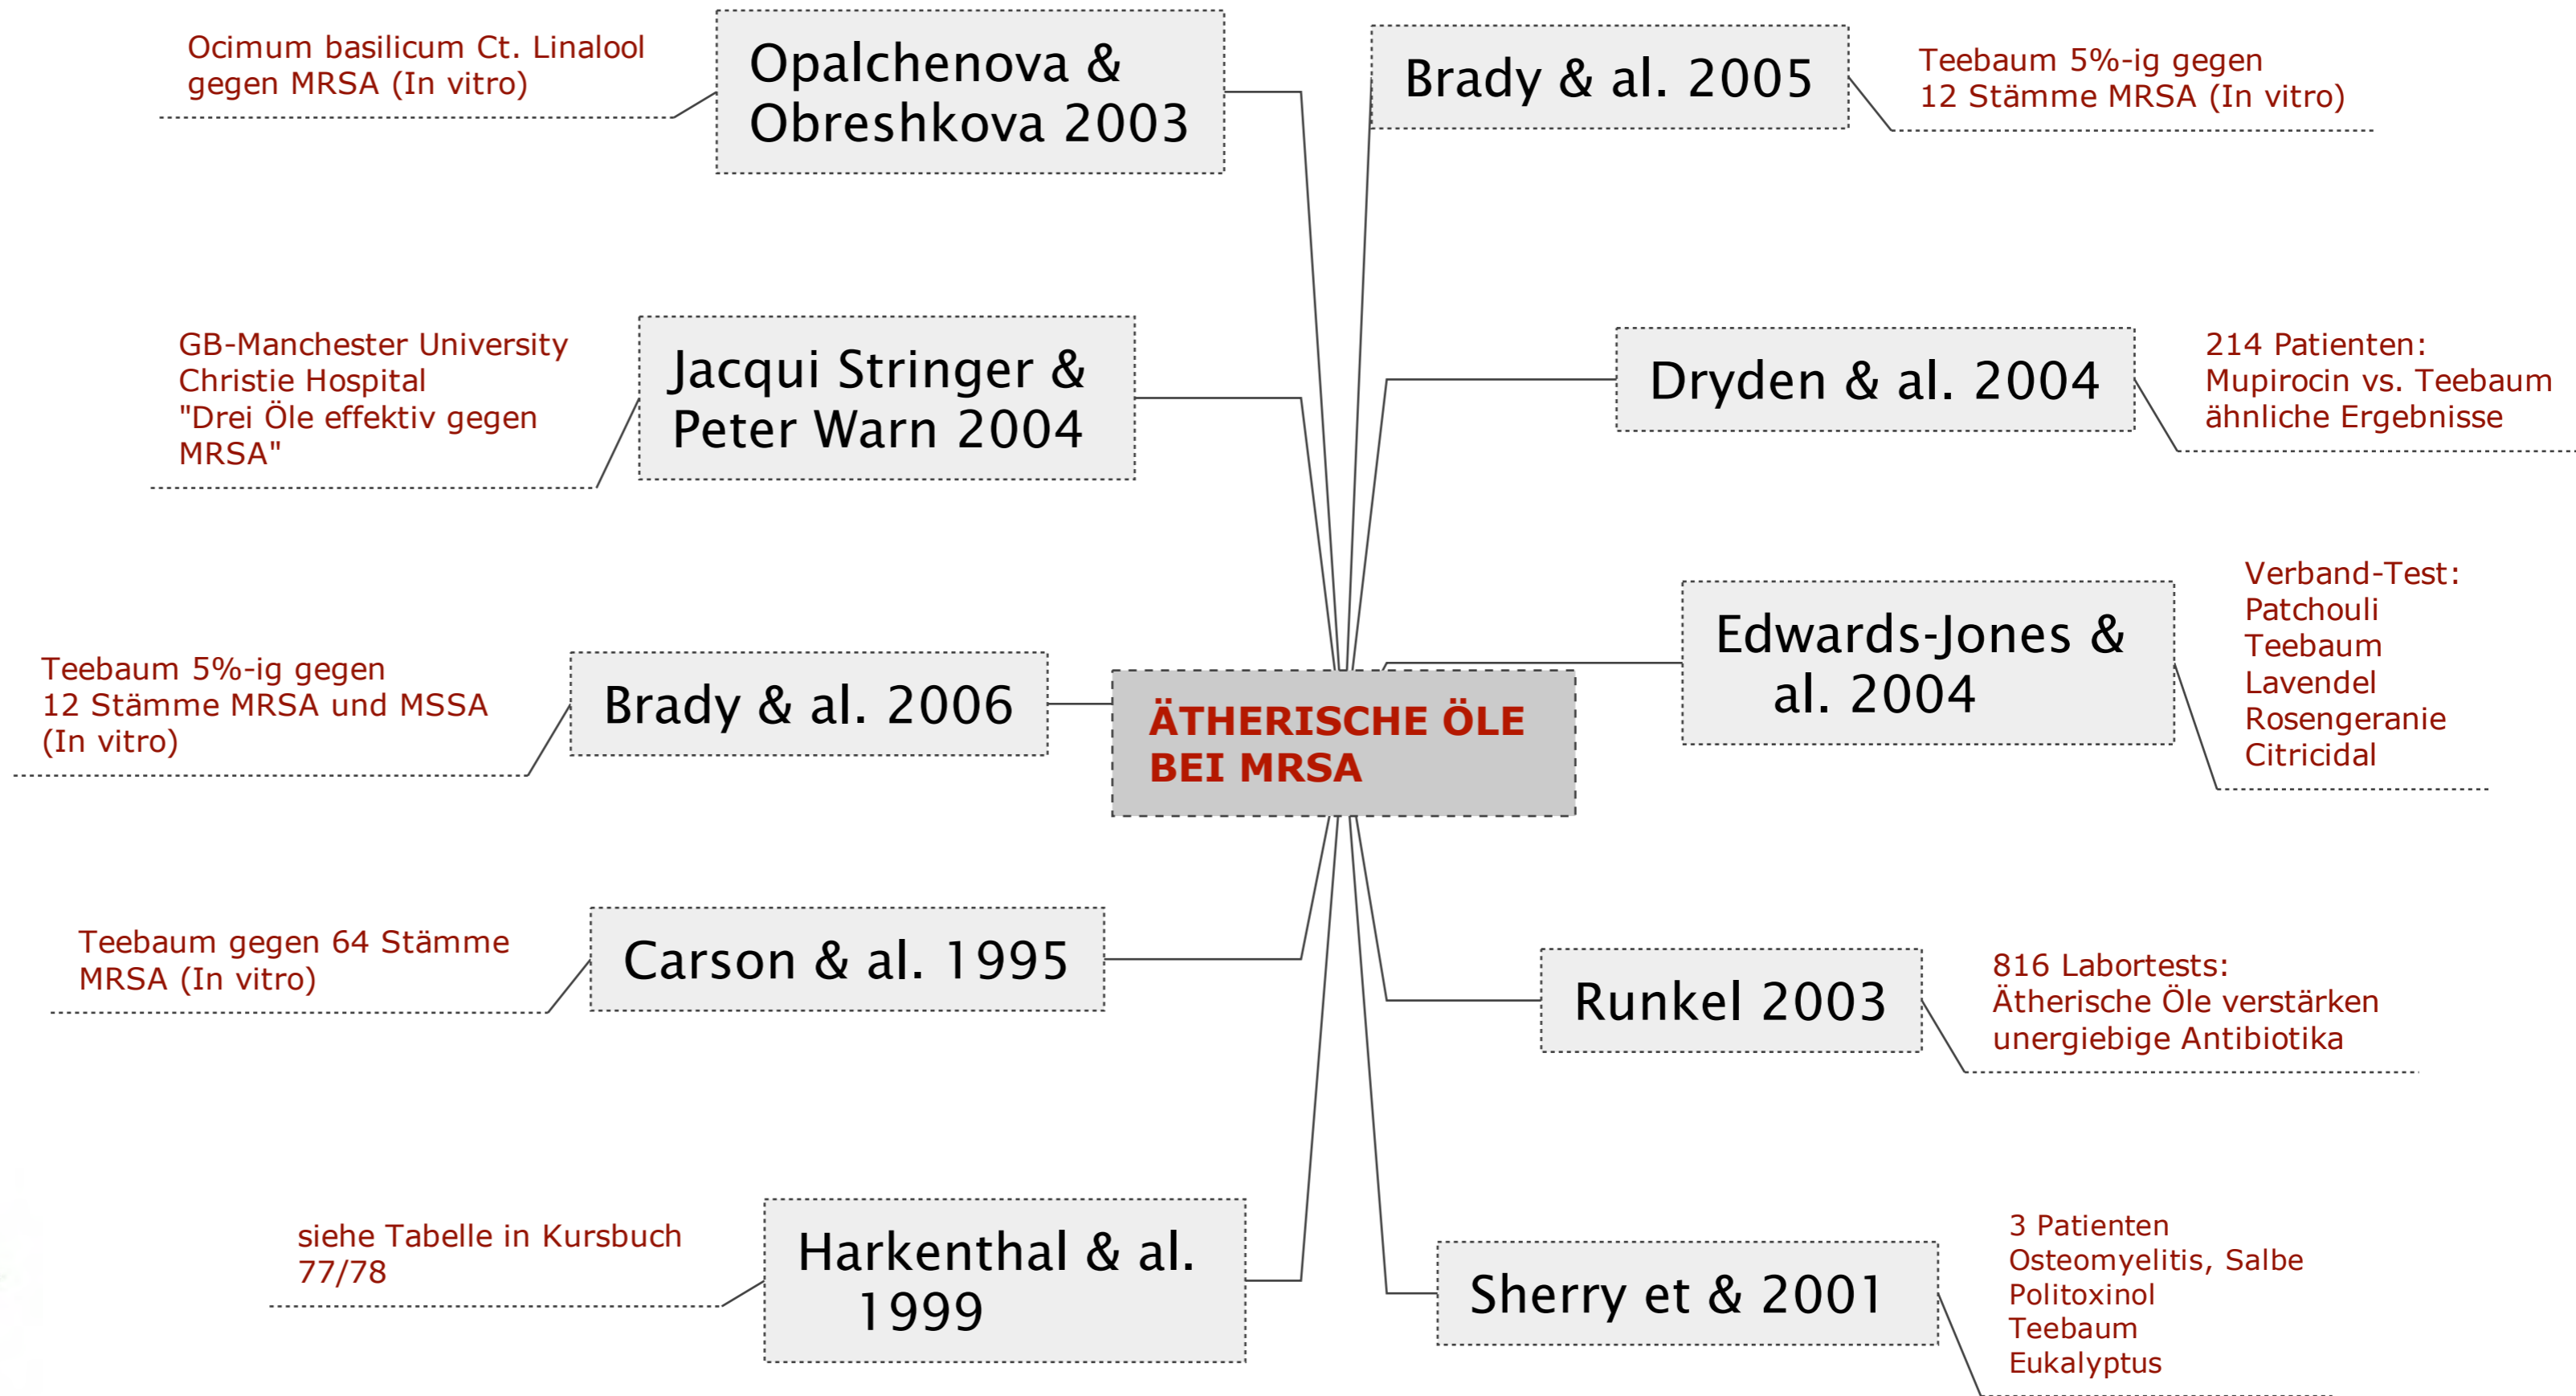 Ocimum basilicum Ct. Linalool
gegen MRSA (In vitro)
Opalchenova &
Obreshkova 2003
Brady & al. 2005
Teebaum 5%-ig gegen
12 Stämme MRSA (In vitro)
GB-Manchester University
Christie Hospital
"Drei Öle effektiv gegen
MRSA"
Jacqui Stringer &
Peter Warn 2004
Dryden & al. 2004
214 Patienten:
Mupirocin vs. Teebaum
ähnliche Ergebnisse
Teebaum 5%-ig gegen
12 Stämme MRSA und MSSA
(In vitro)
Brady & al. 2006
ÄTHERISCHE ÖLE
BEI MRSA
Edwards-Jones &
al. 2004
Verband-Test:
Patchouli
Teebaum
Lavendel
Rosengeranie
Citricidal
Teebaum gegen 64 Stämme
MRSA (In vitro)
Carson & al. 1995
Runkel 2003
816 Labortests:
Ätherische Öle verstärken
unergiebige Antibiotika
siehe Tabelle in Kursbuch
77/78
Harkenthal & al.
1999
Sherry et & 2001
3 Patienten
Osteomyelitis, Salbe
Politoxinol
Teebaum
Eukalyptus